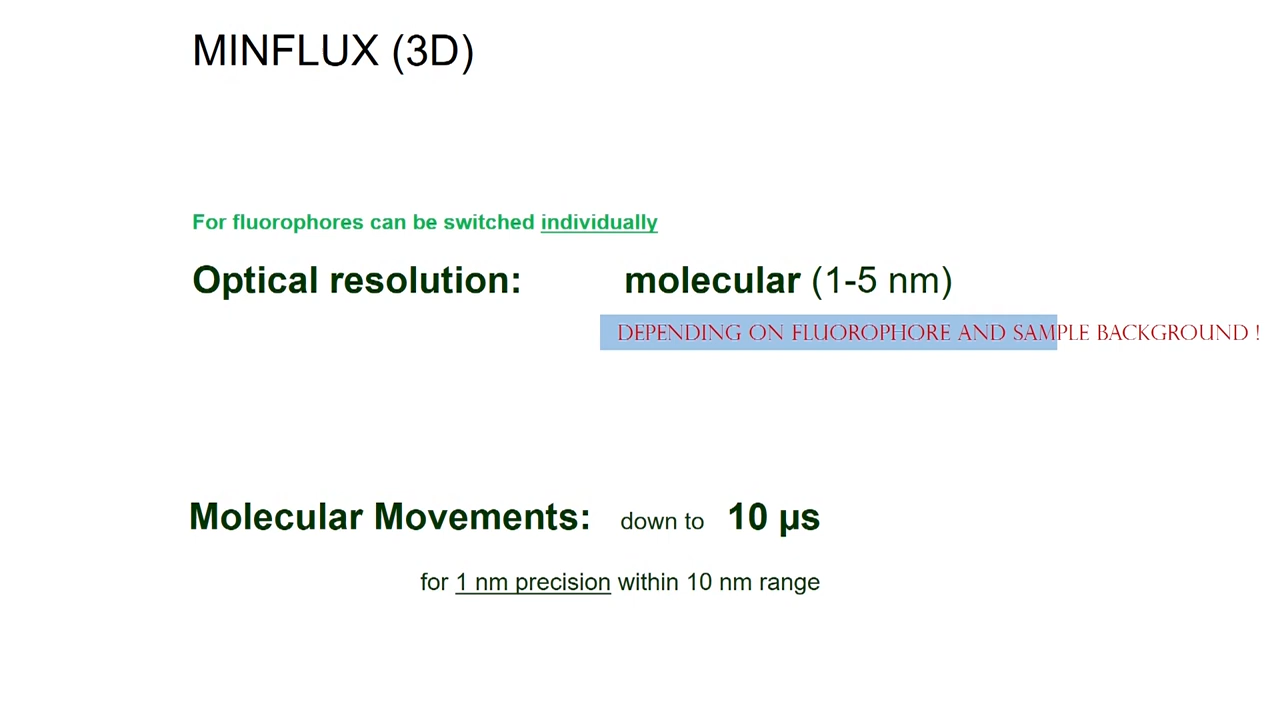 MINFLUX (3D)
For fluorophores can be switched individually
Optical resolution: molecular (1-5 nm)
DEPENDING ON FLUOROPHORE AND SAMPLE BACKGROUND !
Molecular Movements: down to 10 µs
for 1 nm precision within 10 nm range